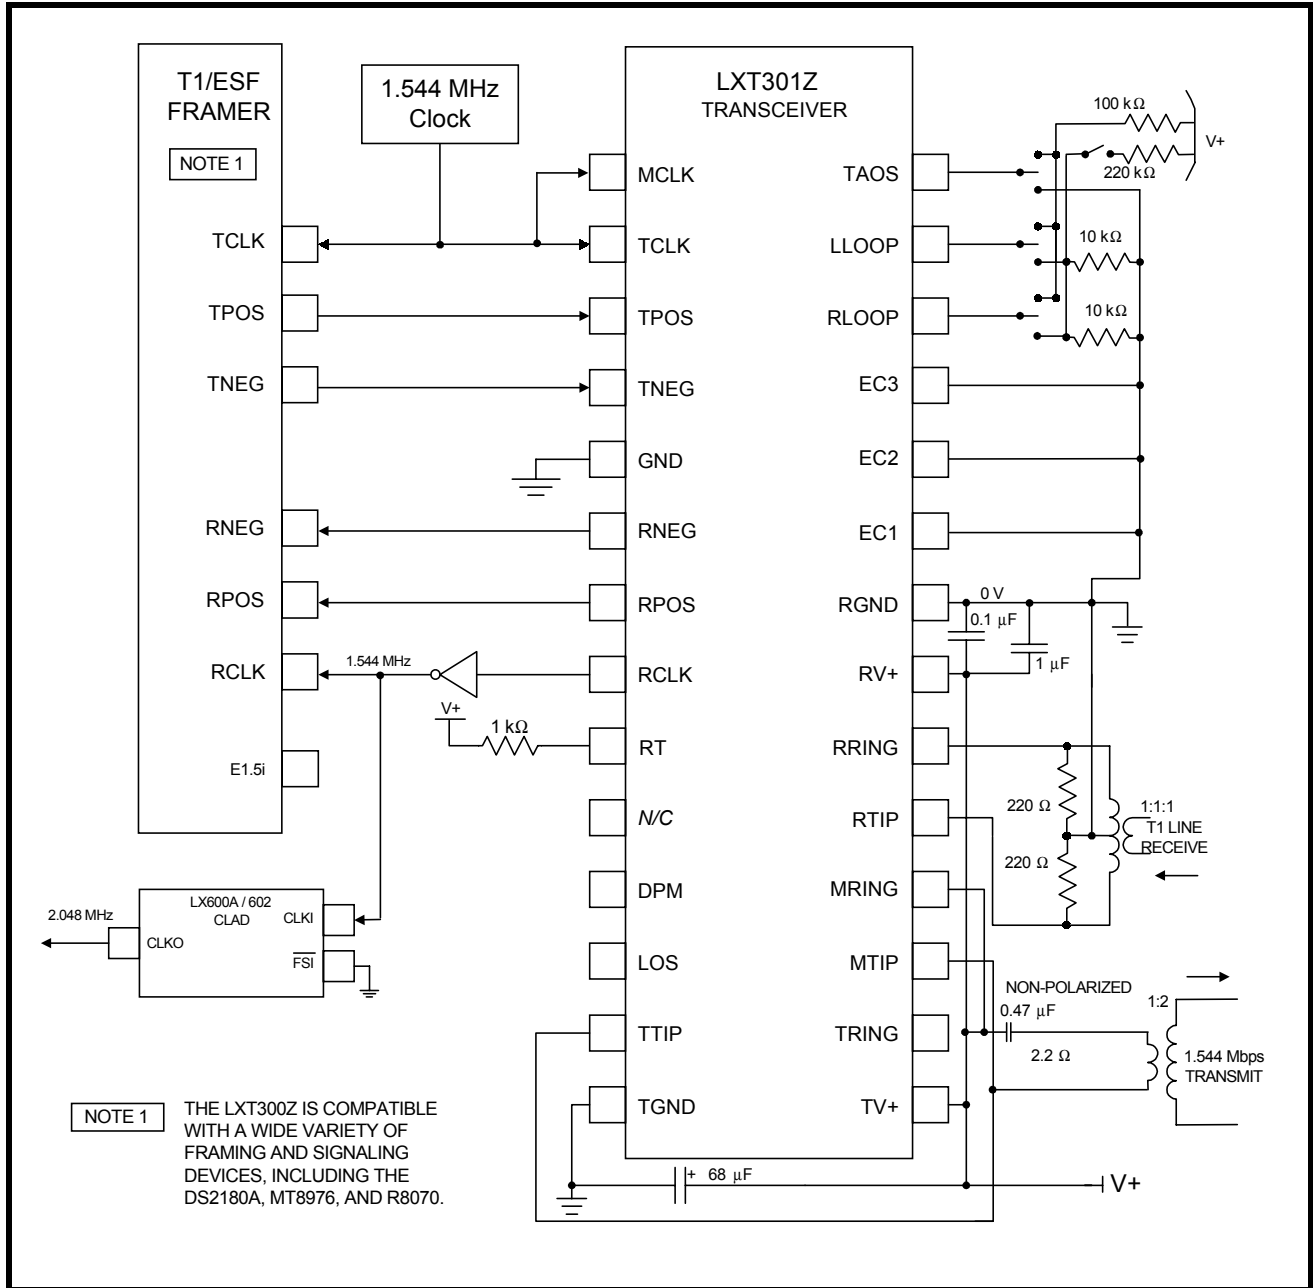 T1/ESF
FRAMER
NOTE 1
TCLK
TPOS
TNEG
RNEG
RPOS
RCLK
E1.5i
1.544 MHz
Clock
LXT301Z
TRANSCEIVER
MCLK
TCLK
TPOS
TNEG
GND
RNEG
RPOS
RCLK
RT
N/C
DPM
LOS
TTIP
TGND
TAOS
LLOOP
RLOOP
EC3
EC2
EC1
RGND
RV+
RRING
RTIP
MRING
MTIP
TRING
TV+
100 kΩ
V+
220 kΩ
10 kΩ
10 kΩ
0 V
0.1 μF
1 μF
1.544 MHz
V+
1 kΩ
220 Ω
220 Ω
1:1:1
T1 LINE
RECEIVE
LX600A / 602
CLAD
2.048 MHz
CLKI
CLKO
FSI
NON-POLARIZED
0.47 μF
2.2 Ω
1:2
1.544 Mbps
TRANSMIT
+ 68 μF
V+
NOTE 1
THE LXT300Z IS COMPATIBLE
WITH A WIDE VARIETY OF
FRAMING AND SIGNALING
DEVICES, INCLUDING THE
DS2180A, MT8976, AND R8070.